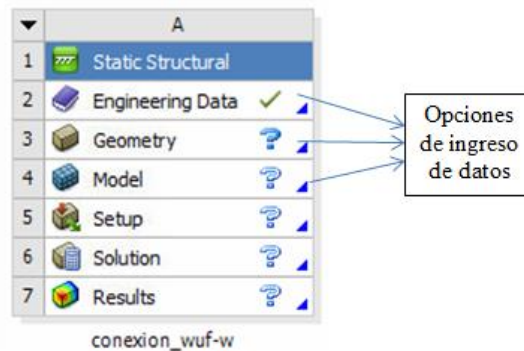 A
1 Static Structural
2 Engineering Data
3 Geometry
4 Model
5 Setup
6 Solution
7 Results
conexion_wuf-w
Opciones
de ingreso
de datos